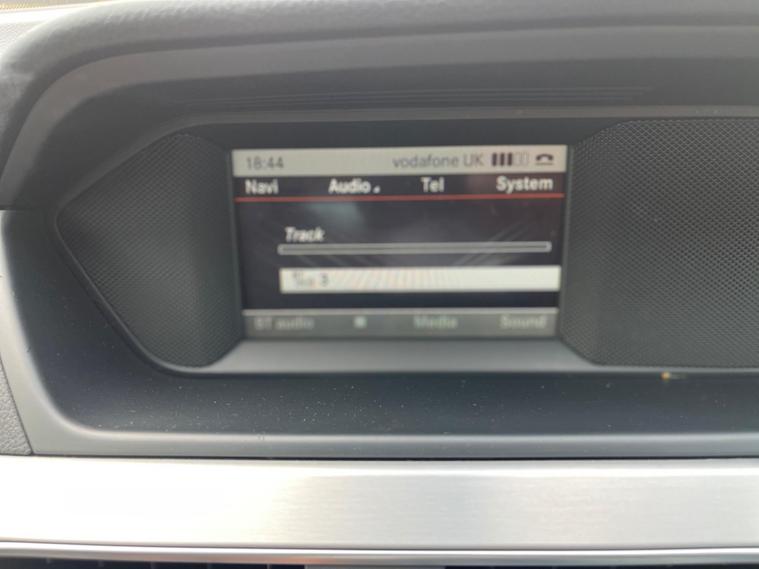 18:44 vodafone UK
Navi Audio Tel System
Track
BT audio Media Sound